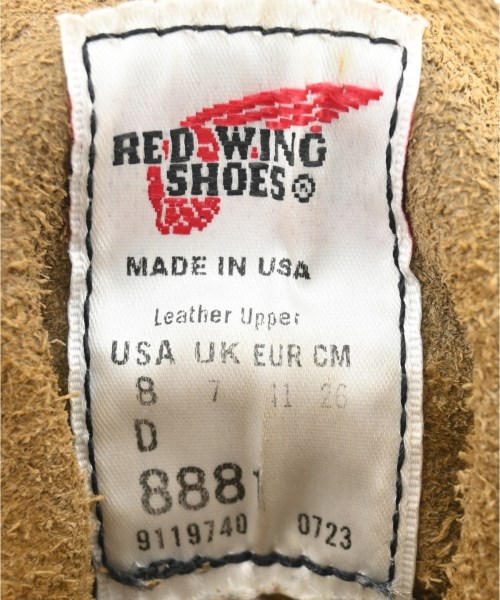 RED WING
SHOES®
MADE IN USA
Leather Upper
USA UK EUR CM
8 7 41 26
D
8881
9119740 0723